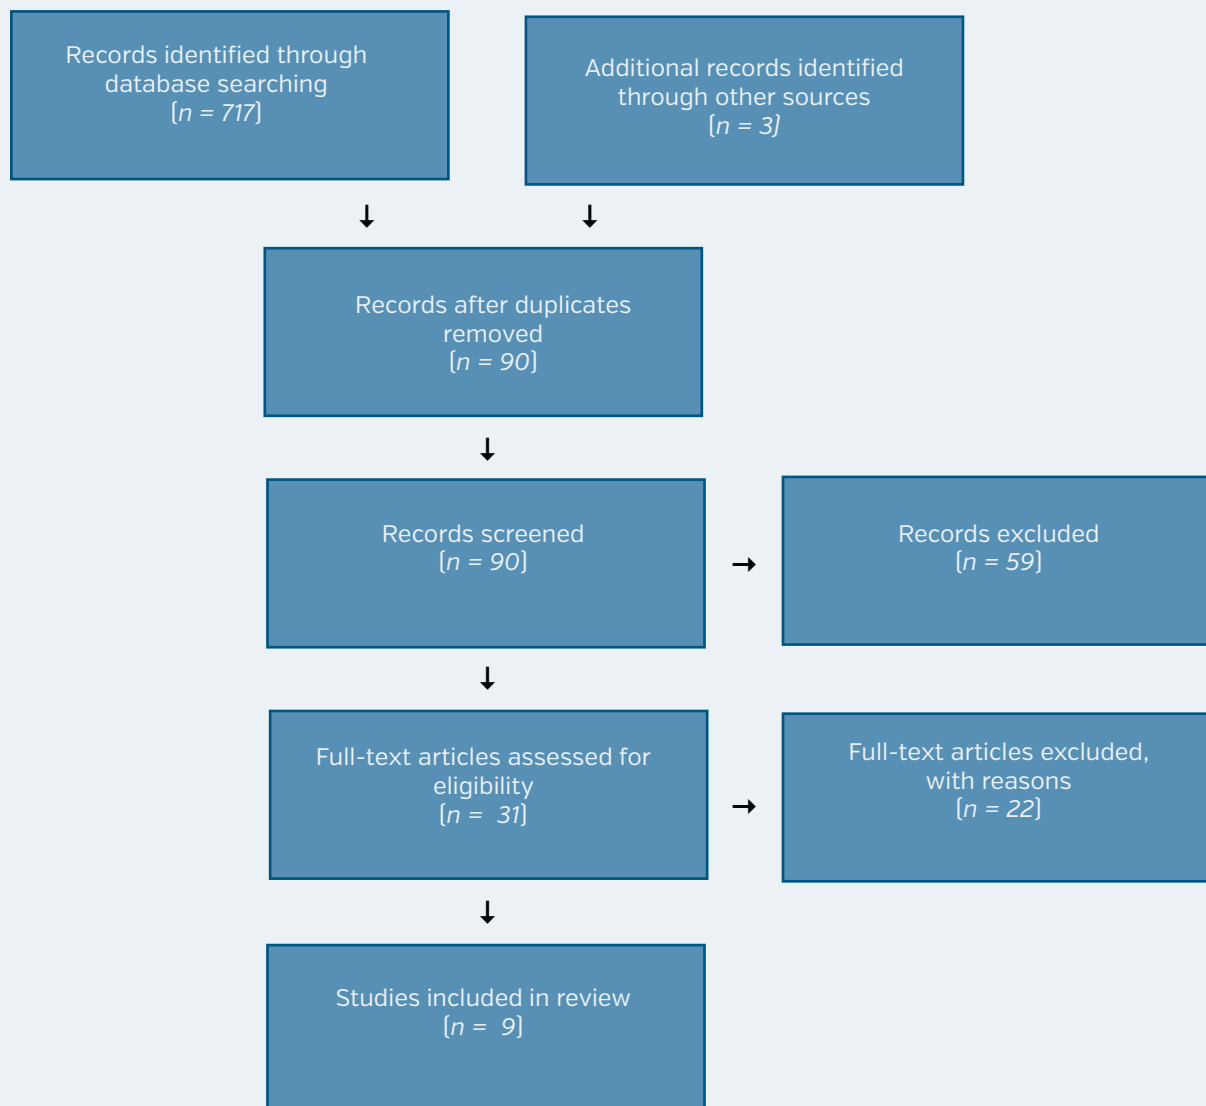 Records identified through
database searching
(n = 717)
Additional records identified
through other sources
(n = 3)
Records after duplicates
removed
(n = 90)
Records screened
(n = 90)
Records excluded
(n = 59)
Full-text articles assessed for
eligibility
(n =  31)
Full-text articles excluded,
with reasons
(n = 22)
Studies included in review
(n =  9)